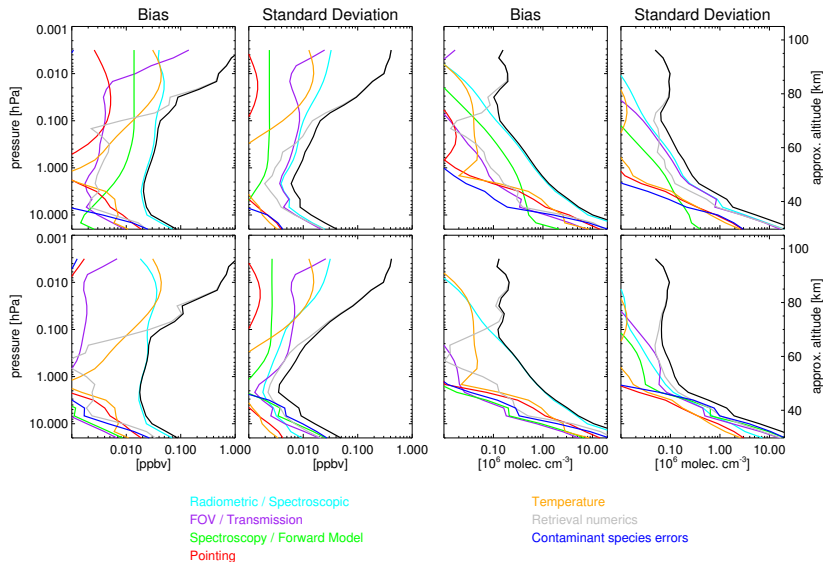 Bias Standard Deviation Bias Standard Deviation
0.001
0.010
0.100
1.000
10.000
pressure [hPa]
100
80
60
40
approx. altitude [km]
0.001
0.010
0.100
1.000
10.000
pressure [hPa]
100
80
60
40
approx. altitude [km]
0.010 0.100 1.000 0.010 0.100 1.000 0.10 1.00 10.00 0.10 1.00 10.00
[ppbv] [ppbv] [10⁶ molec. cm⁻³] [10⁶ molec. cm⁻³]
Radiometric / Spectroscopic
FOV / Transmission
Spectroscopy / Forward Model
Pointing
Temperature
Retrieval numerics
Contaminant species errors